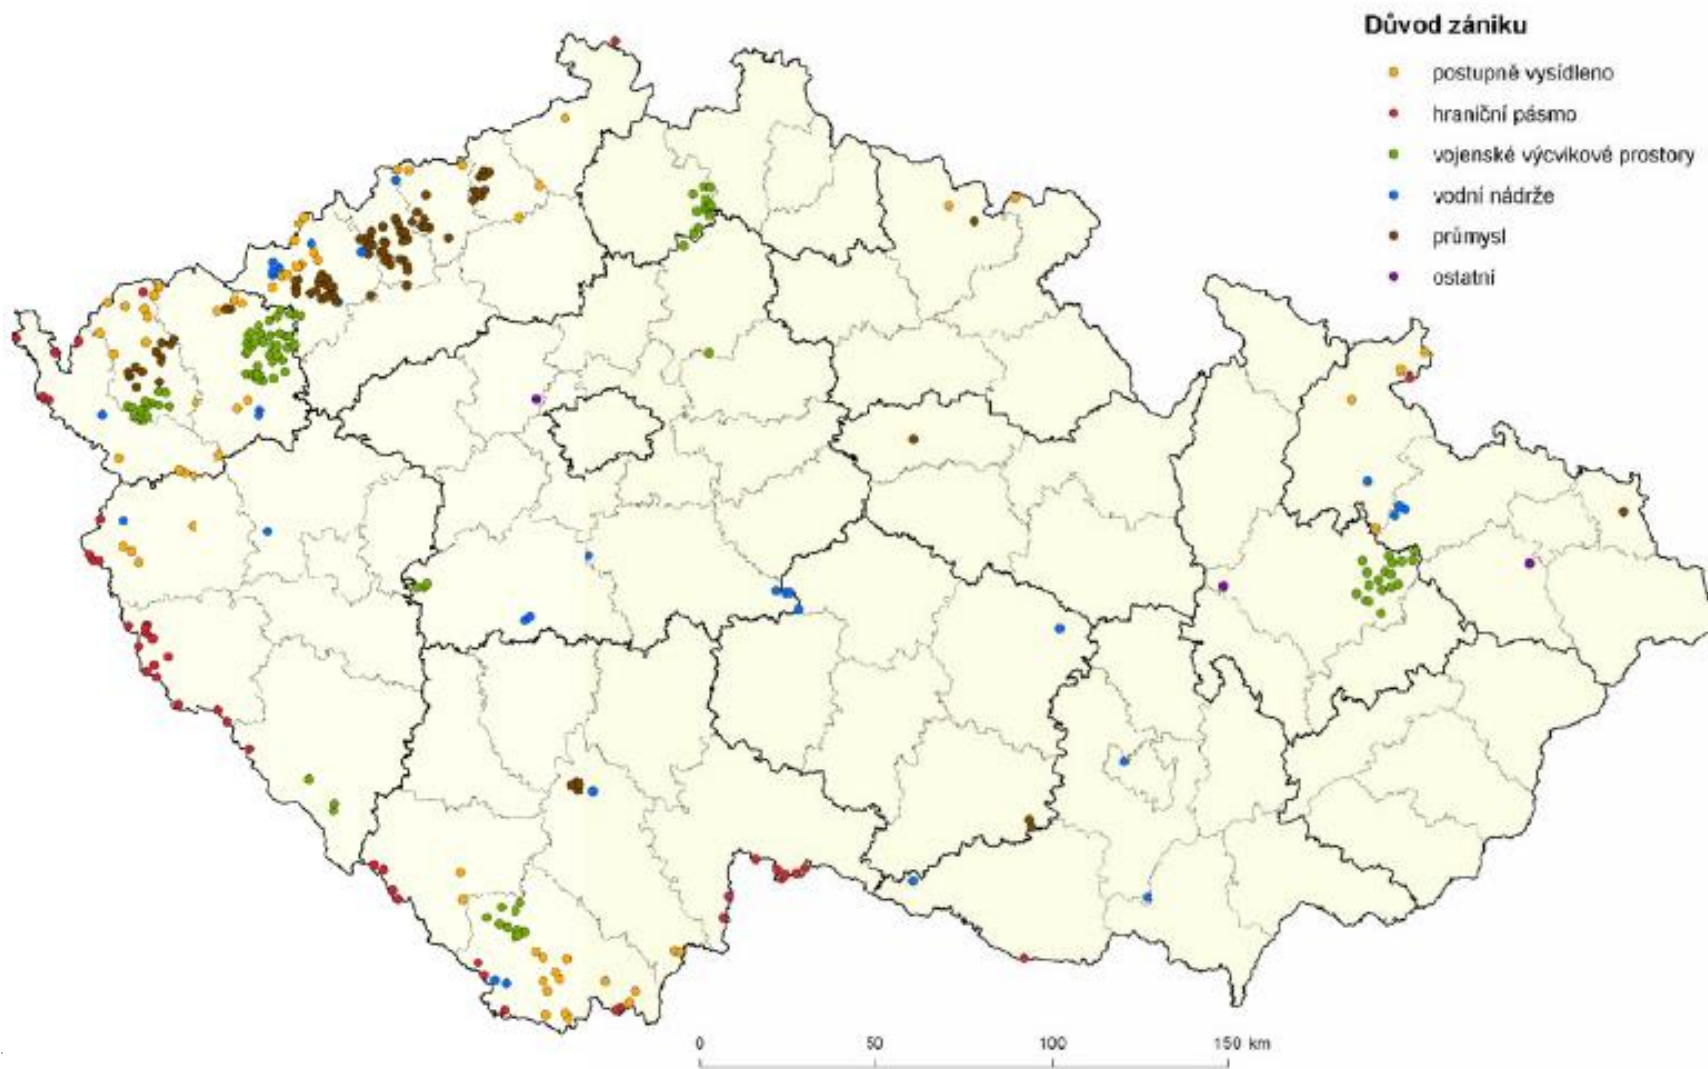 Důvod zániku
postupně vysídleno
hraniční pásmo
vojenské výcvikové prostory
vodní nádrže
průmysl
ostatní
0 50 100 150 km